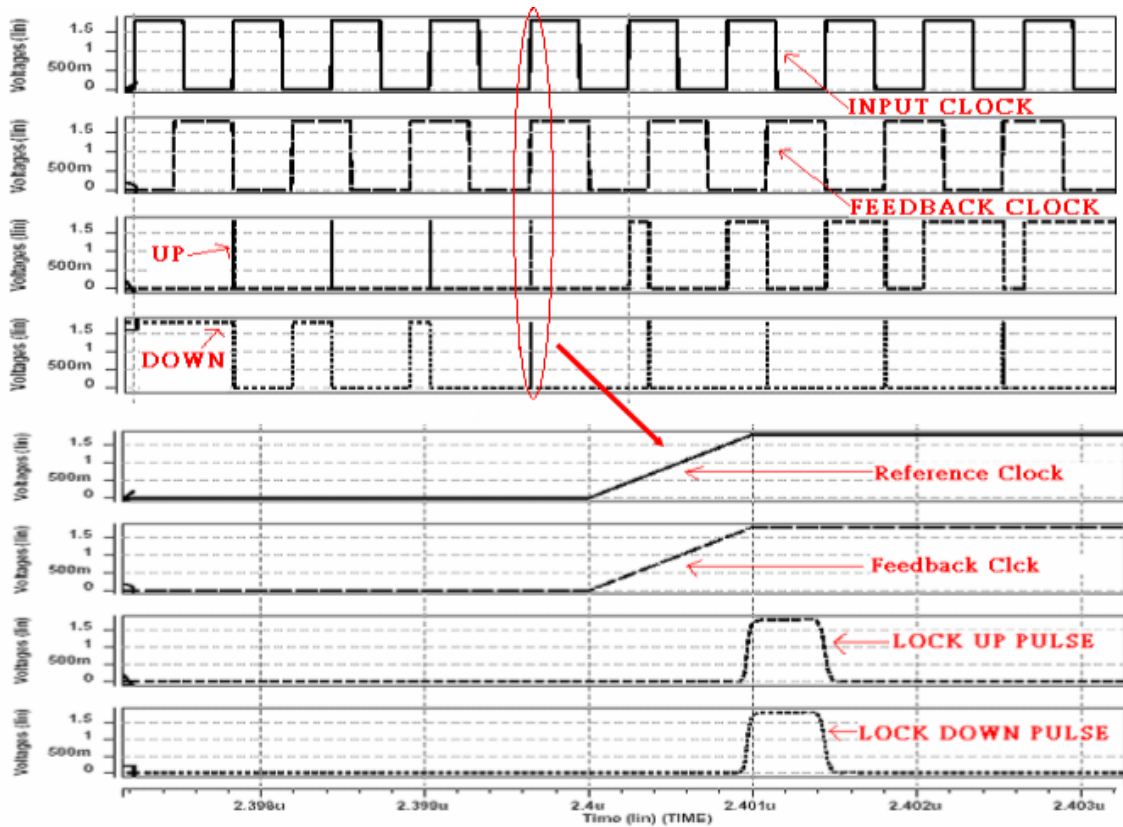 Voltages (lin)
1.5
1
500m
0
INPUT CLOCK
Voltages (lin)
1.5
1
500m
0
FEEDBACK CLOCK
Voltages (lin)
1.5
1
500m
0
UP
Voltages (lin)
1.5
1
500m
0
DOWN
Voltages (lin)
1.5
1
500m
0
Reference Clock
Voltages (lin)
1.5
1
500m
0
Feedback Clck
Voltages (lin)
1.5
1
500m
0
LOCK UP PULSE
Voltages (lin)
1.5
1
500m
0
LOCK DOWN PULSE
2.398u 2.399u 2.4u 2.401u 2.402u 2.403u
Time (lin) (TIME)